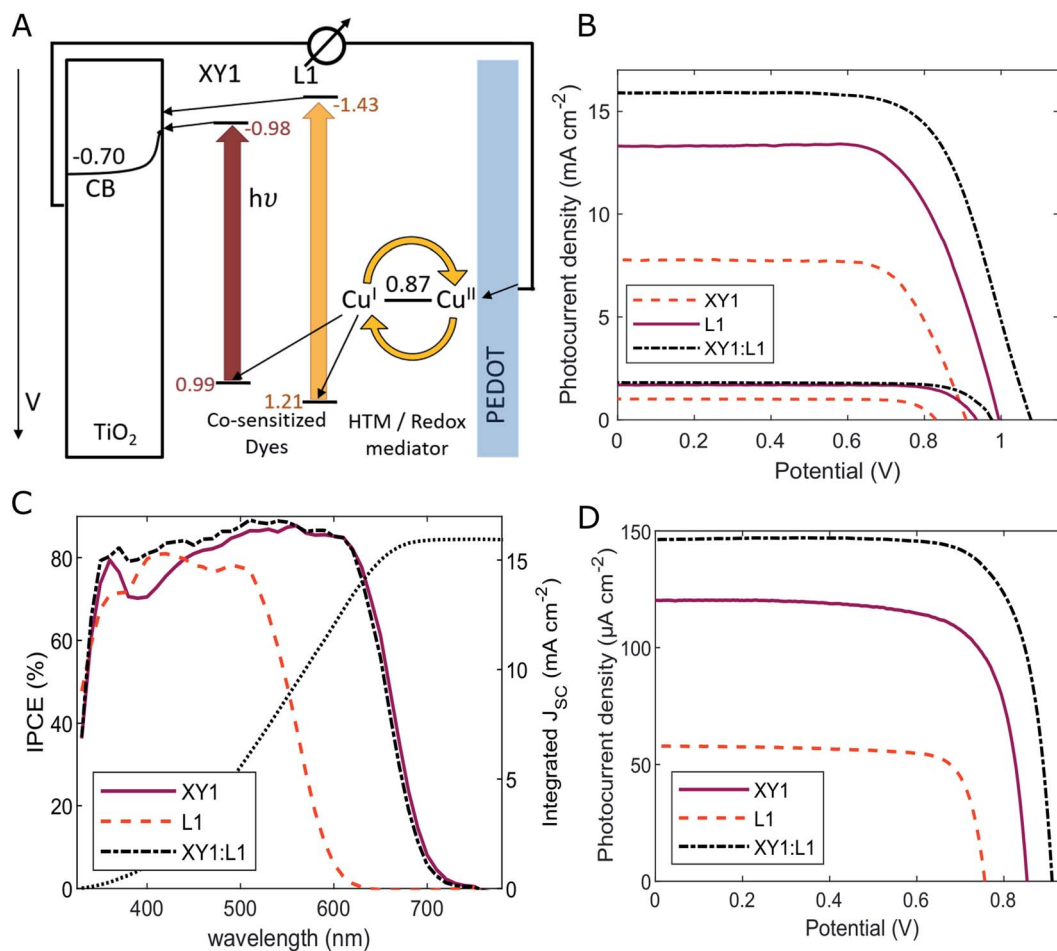 A
XY1
L1
-1.43
-0.98
-0.70
CB
hυ
0.87
Cuᴵ
Cuᴵᴵ
PEDOT
V
0.99
1.21
TiO₂
Co-sensitized
Dyes
HTM / Redox
mediator
B
Photocurrent density (mA cm⁻²)
15
10
5
0
XY1
L1
XY1:L1
0
0.2
0.4
0.6
0.8
1
Potential (V)
C
IPCE (%)
80
60
40
20
0
XY1
L1
XY1:L1
15
10
5
0
Integrated J_SC (mA cm⁻²)
400
500
600
700
wavelength (nm)
D
Photocurrent density (µA cm⁻²)
150
100
50
0
XY1
L1
XY1:L1
0
0.2
0.4
0.6
0.8
Potential (V)